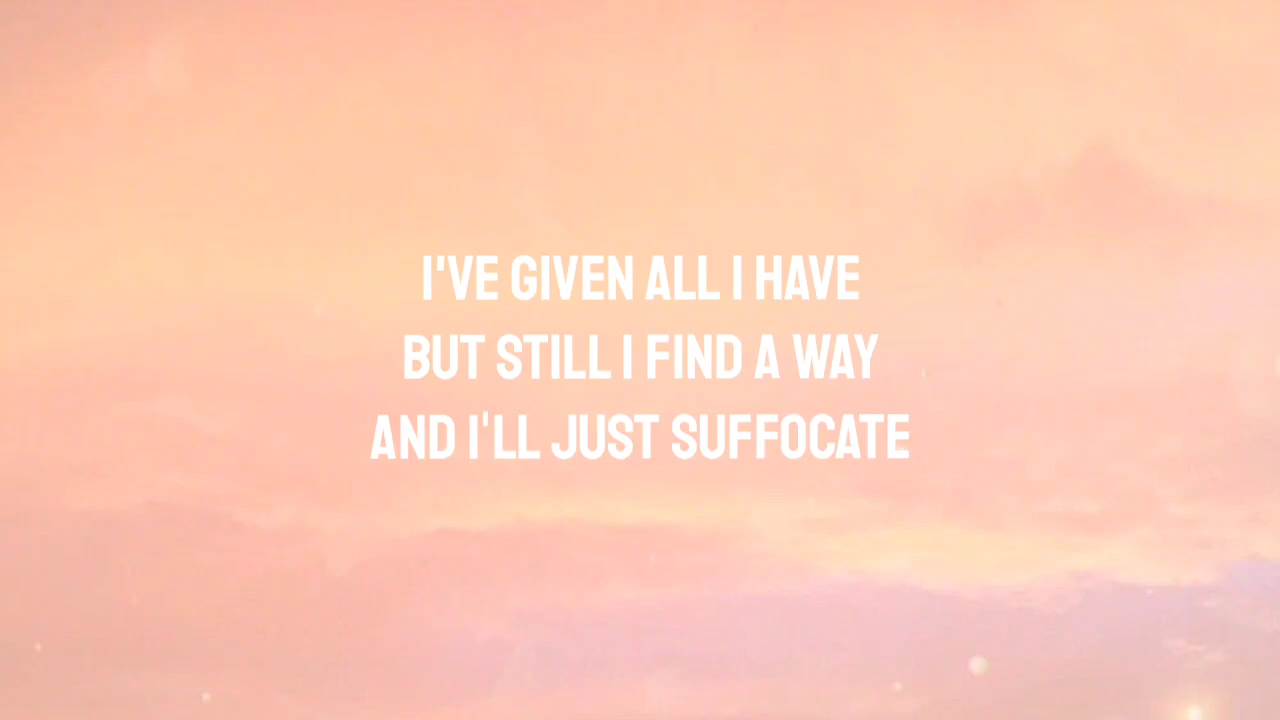 I'VE GIVEN ALL I HAVE
BUT STILL I FIND A WAY
AND I'LL JUST SUFFOCATE